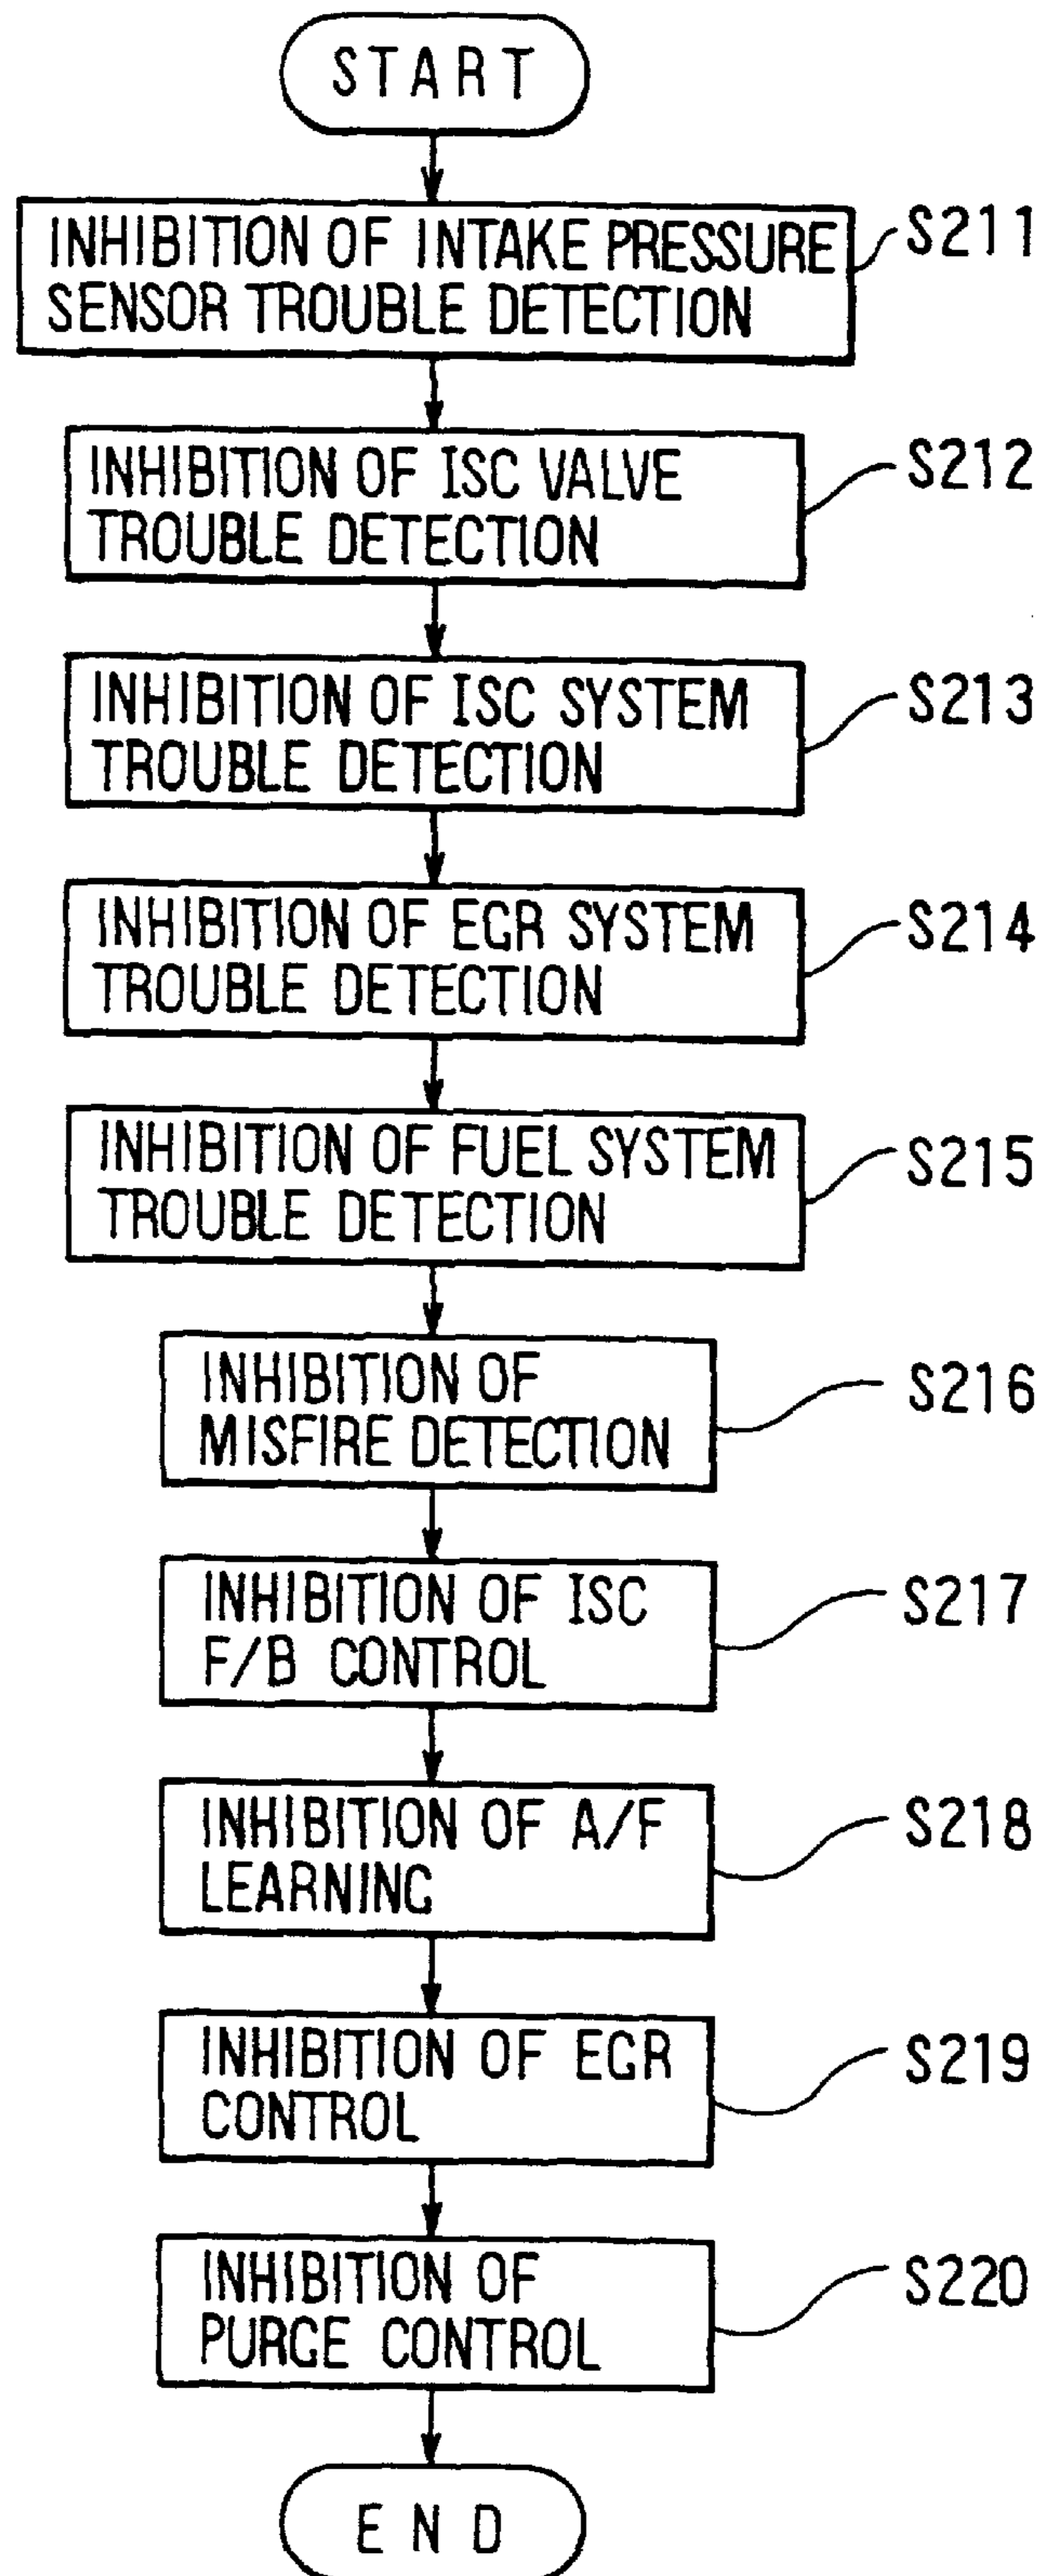 START
INHIBITION OF INTAKE PRESSURE
SENSOR TROUBLE DETECTION
S211
INHIBITION OF ISC VALVE
TROUBLE DETECTION
S212
INHIBITION OF ISC SYSTEM
TROUBLE DETECTION
S213
INHIBITION OF EGR SYSTEM
TROUBLE DETECTION
S214
INHIBITION OF FUEL SYSTEM
TROUBLE DETECTION
S215
INHIBITION OF
MISFIRE DETECTION
S216
INHIBITION OF ISC
F/B CONTROL
S217
INHIBITION OF A/F
LEARNING
S218
INHIBITION OF EGR
CONTROL
S219
INHIBITION OF
PURGE CONTROL
S220
END